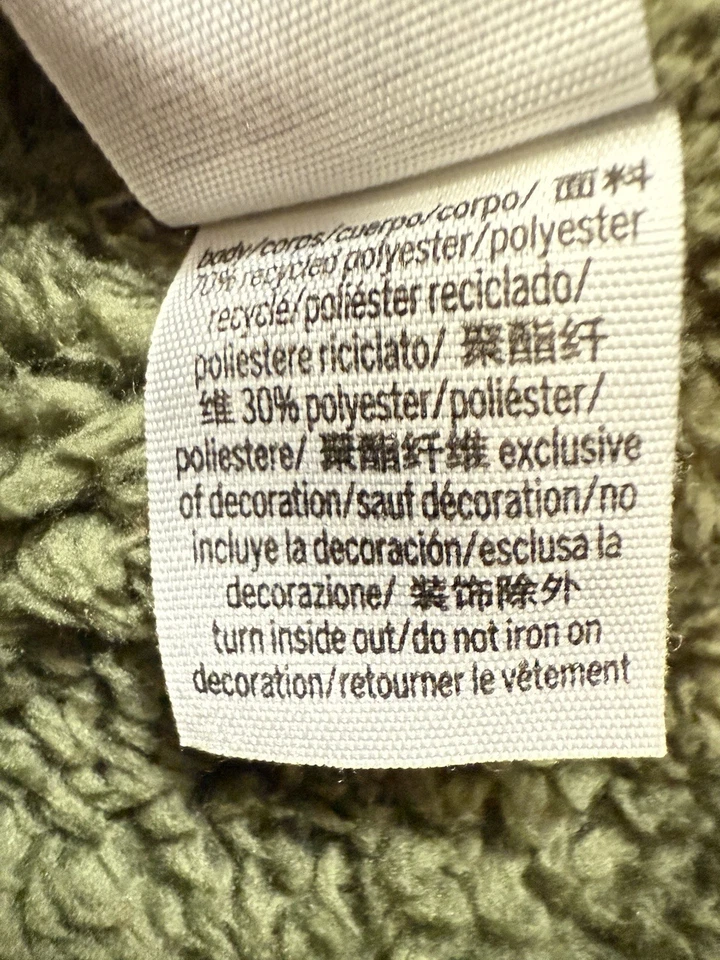 body/corps/cuerpo/corpo/ 面料
70% recycled polyester/polyester
recyclé/poliéster reciclado/
poliestere riciclato/ 聚酯纤
维 30% polyester/poliéster/
poliestere/ 聚酯纤维 exclusive
of decoration/sauf décoration/no
incluye la decoración/esclusa la
decorazione/ 装饰除外
turn inside out/do not iron on
decoration/retourner le vêtement